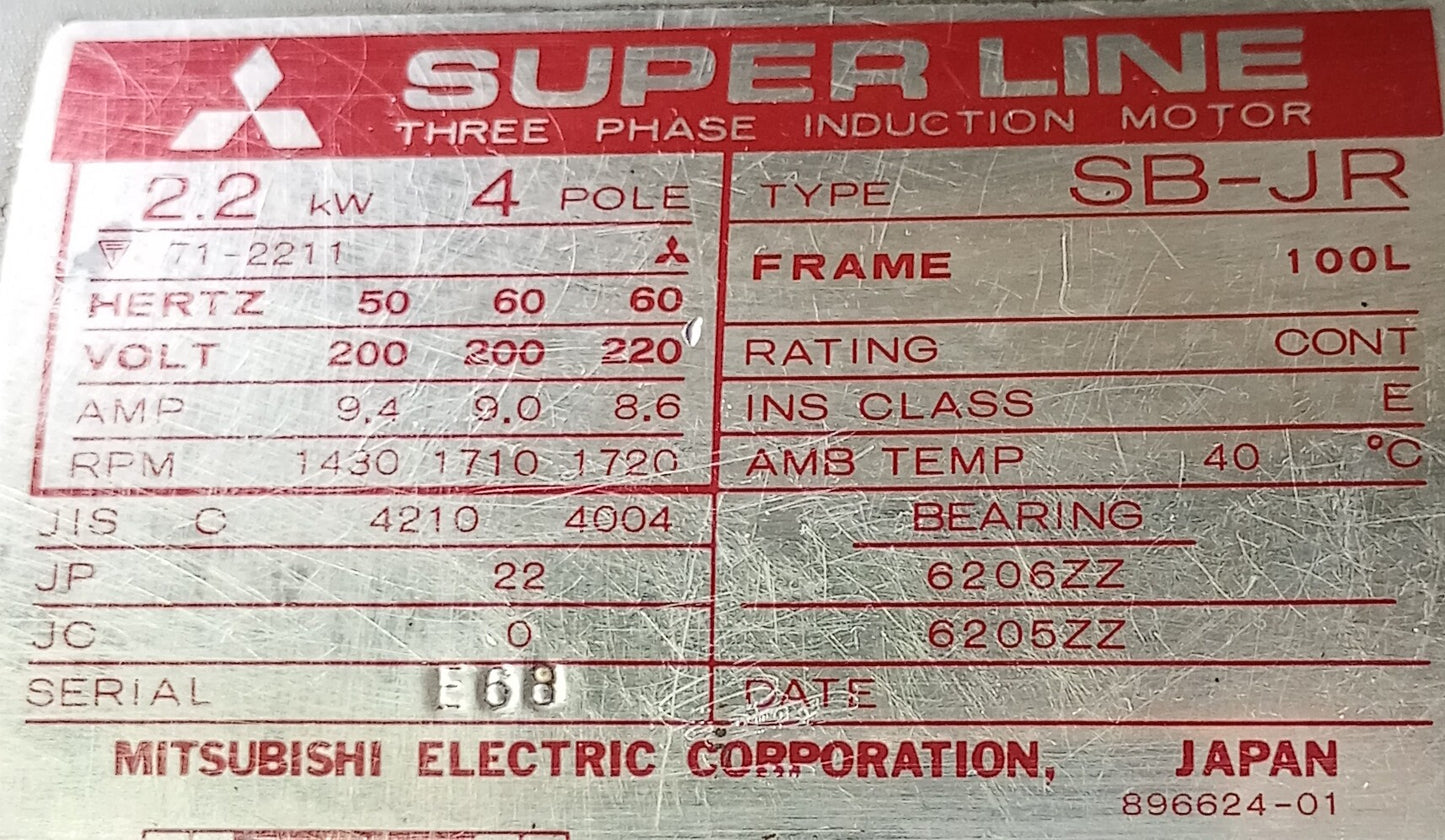 SUPER LINE
THREE PHASE INDUCTION MOTOR
2.2 kW 4 POLE
71-2211
HERTZ 50 60 60
VOLT 200 200 220
AMP 9.4 9.0 8.6
RPM 1430 1710 1720
TYPE SB-JR
FRAME 100L
RATING CONT
INS CLASS E
AMB TEMP 40 °C
JIS C 4210 4004
JP 22
JC 0
SERIAL E68
BEARING
6206ZZ
6205ZZ
DATE
MITSUBISHI ELECTRIC CORPORATION, JAPAN
896624-01